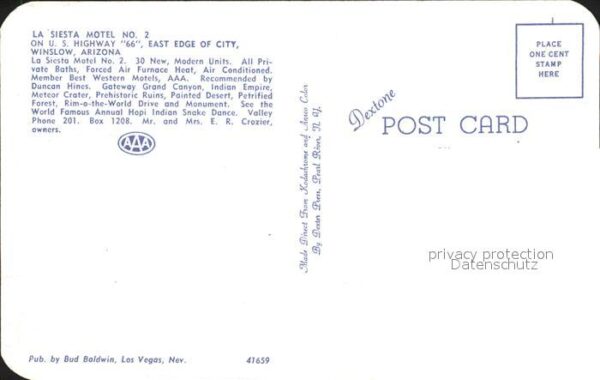 LA SIESTA MOTEL NO. 2
ON U. S. HIGHWAY "66", EAST EDGE OF CITY,
WINSLOW, ARIZONA
La Siesta Motel No. 2. 30 New, Modern Units. All Pri-
vate Baths, Forced Air Furnace Heat, Air Conditioned.
Member Best Western Motels, AAA. Recommended by
Duncan Hines. Gateway Grand Canyon, Indian Empire,
Meteor Crater, Prehistoric Ruins, Painted Desert, Petrified
Forest, Rim-o-the-World Drive and Monument. See the
World Famous Annual Hopi Indian Snake Dance. Valley
Phone 201. Box 1208. Mr. and Mrs. E. R. Crozier,
owners.
AAA
Pub. by Bud Baldwin, Las Vegas, Nev.
41659
Made Direct From Kodachrome and Ansco Color
By Dexter Press, Pearl River, N. Y.
Dextone
POST CARD
PLACE
ONE CENT
STAMP
HERE
privacy protection
Datenschutz